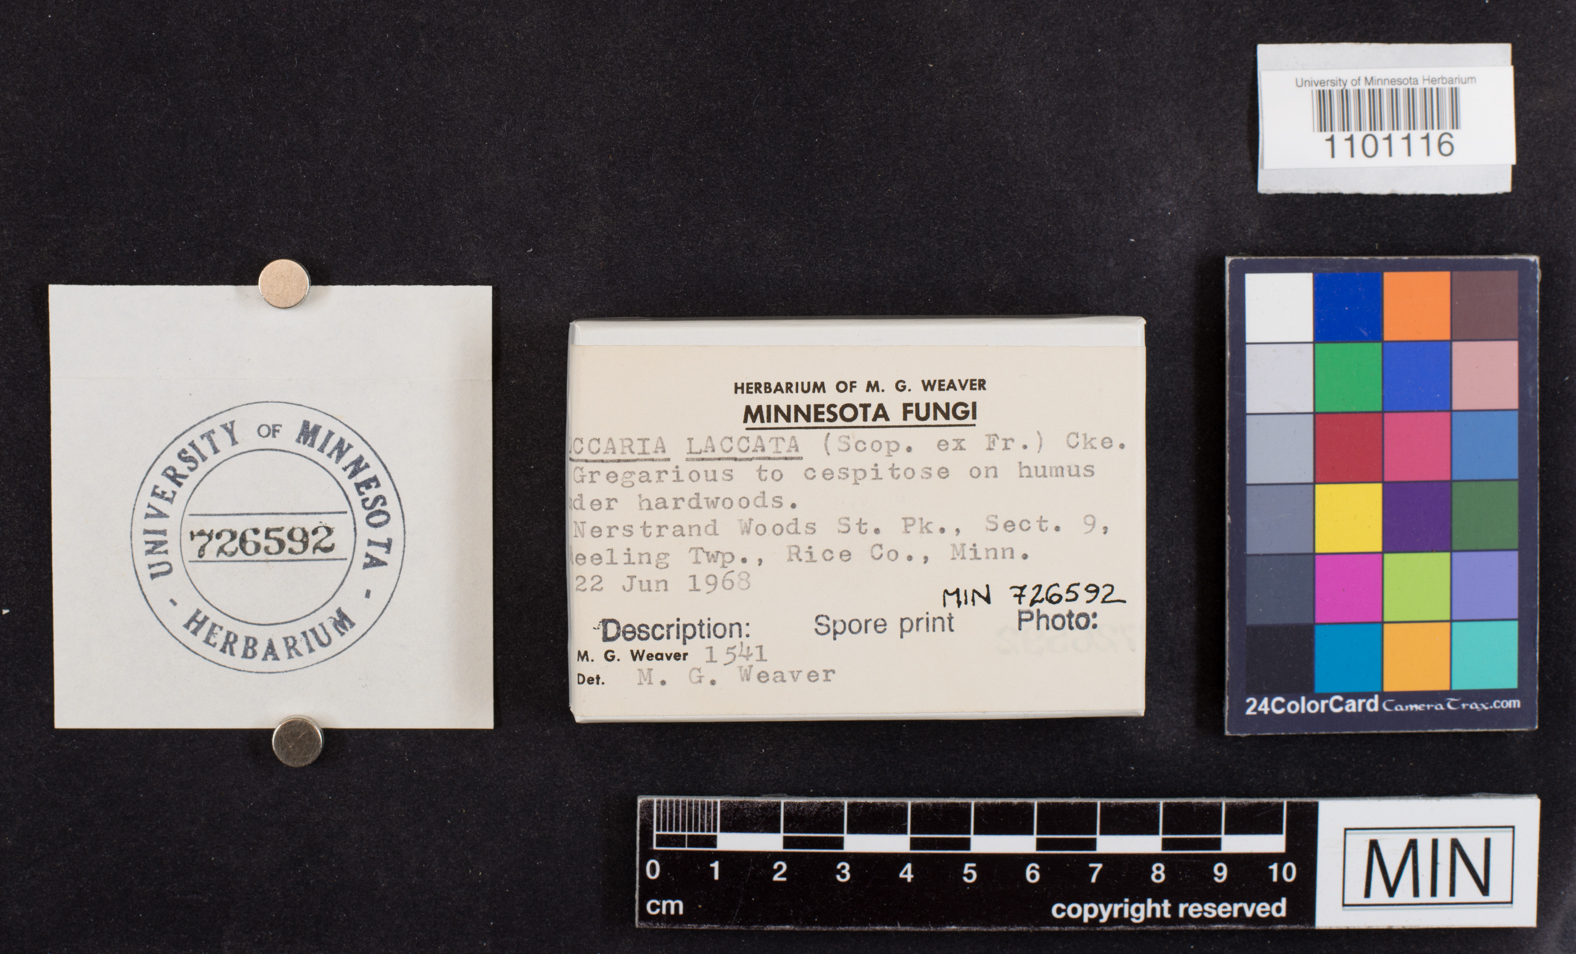 University of Minnesota Herbarium
1101116
UNIVERSITY OF MINNESOTA
726592
- HERBARIUM -
HERBARIUM OF M. G. WEAVER
MINNESOTA FUNGI
CCARIA LACCATA (Scop. ex Fr.) Cke.
Gregarious to cespitose on humus
der hardwoods.
Nerstrand Woods St. Pk., Sect. 9,
eeling Twp., Rice Co., Minn.
22 Jun 1968
MIN 726592
Description: Spore print Photo:
M. G. Weaver 1541
Det. M. G. Weaver
24ColorCard CameraTrax.com
0 1 2 3 4 5 6 7 8 9 10
cm copyright reserved
MIN